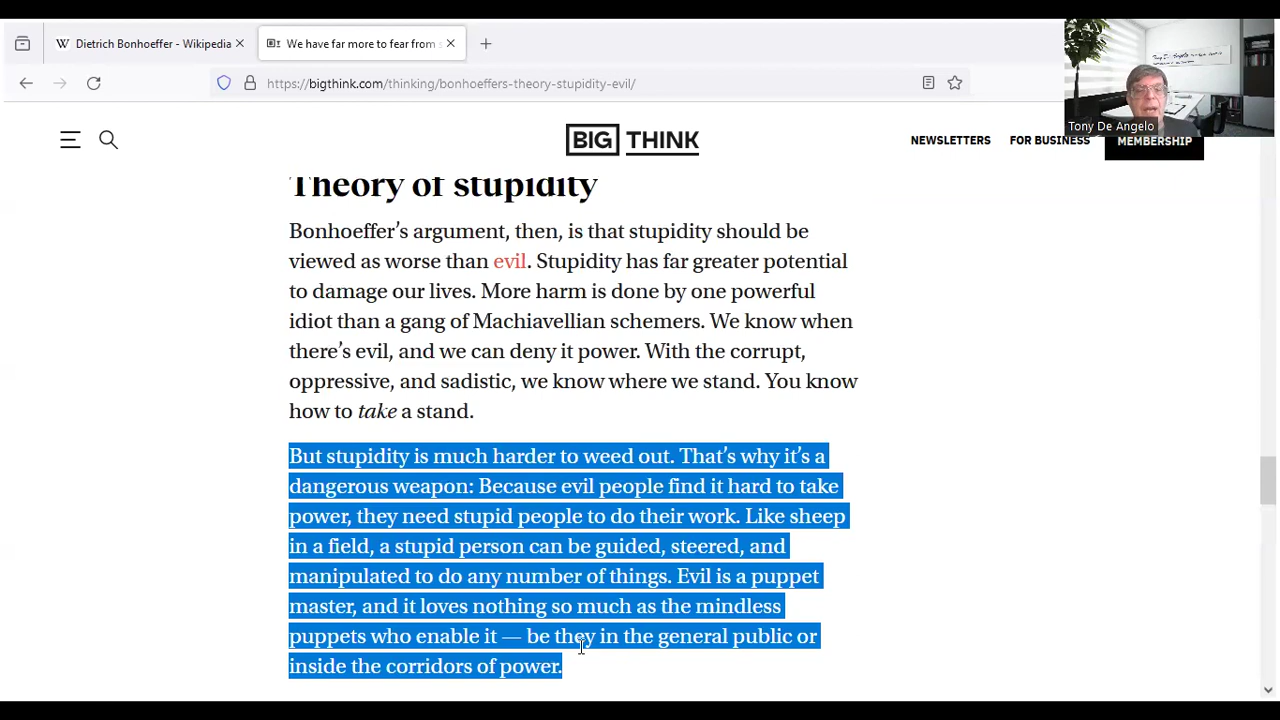 Dietrich Bonhoeffer - Wikipedia
We have far more to fear from
https://bigthink.com/thinking/bonhoeffers-theory-stupidity-evil/
Tony De Angelo
BIG THINK
NEWSLETTERS
FOR BUSINESS
MEMBERSHIP
Theory of stupidity
Bonhoeffer’s argument, then, is that stupidity should be
viewed as worse than evil. Stupidity has far greater potential
to damage our lives. More harm is done by one powerful
idiot than a gang of Machiavellian schemers. We know when
there’s evil, and we can deny it power. With the corrupt,
oppressive, and sadistic, we know where we stand. You know
how to take a stand.
But stupidity is much harder to weed out. That’s why it’s a
dangerous weapon: Because evil people find it hard to take
power, they need stupid people to do their work. Like sheep
in a field, a stupid person can be guided, steered, and
manipulated to do any number of things. Evil is a puppet
master, and it loves nothing so much as the mindless
puppets who enable it — be they in the general public or
inside the corridors of power.